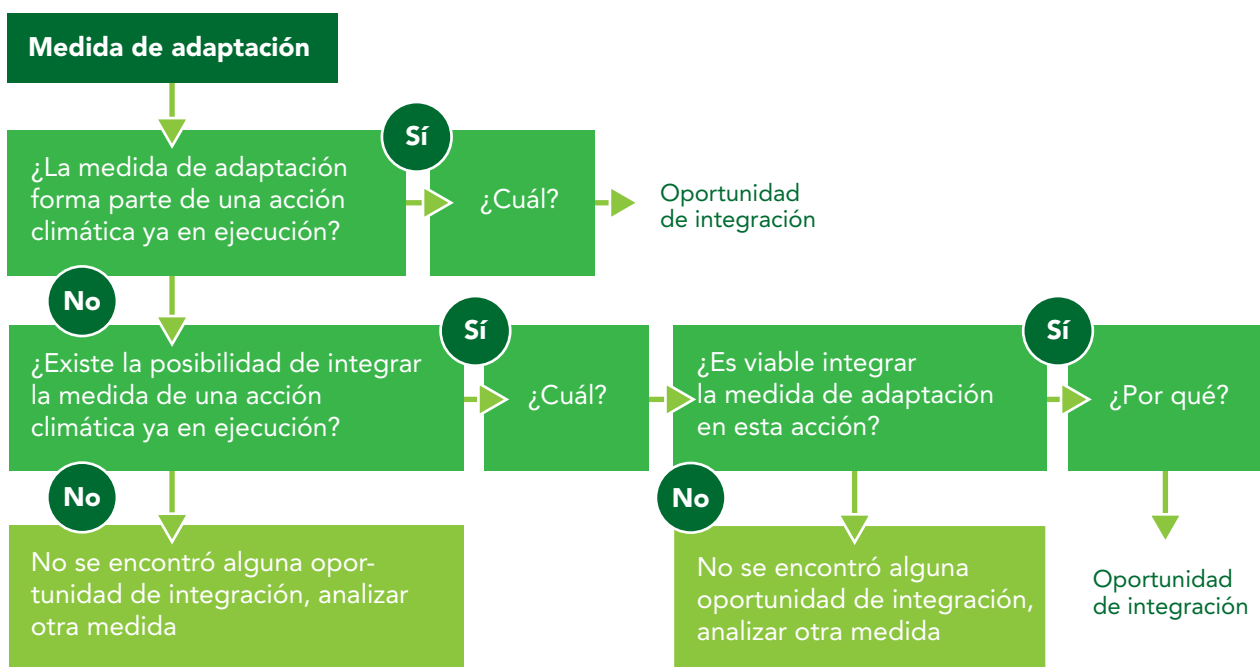 Medida de adaptación
Sí
¿La medida de adaptación
forma parte de una acción
climática ya en ejecución?
¿Cuál?
Oportunidad
de integración
No
Sí
Sí
¿Existe la posibilidad de integrar
la medida de una acción
climática ya en ejecución?
¿Cuál?
¿Es viable integrar
la medida de adaptación
en esta acción?
¿Por qué?
No
No
No se encontró alguna opor-
tunidad de integración, analizar
otra medida
No se encontró alguna
oportunidad de integración,
analizar otra medida
Oportunidad
de integración